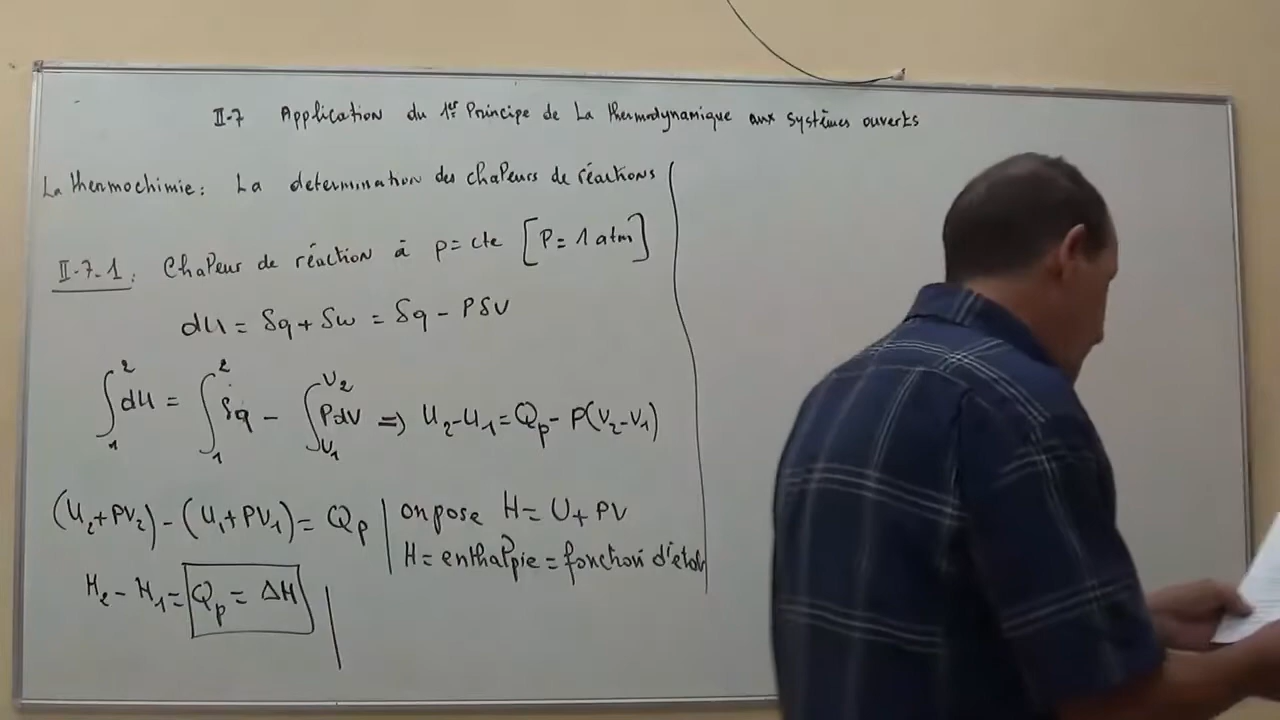 II-7 Application du 1er Principe de La thermodynamique aux systèmes ouverts
La thermochimie : La determination des chaleurs de réactions
II-7-1 : Chaleur de réaction à p = cte [P = 1 atm]
dU = δq + δw = δq - PδV
∫₁² dU = ∫₁² δq - ∫_{V₁}^{V₂} PdV ⇒ U₂ - U₁ = Qp - P(V₂ - V₁)
(U₂ + PV₂) - (U₁ + PV₁) = Qp | on pose H = U + PV
H = enthalpie = fonction d'état
H₂ - H₁ = Qp = ΔH